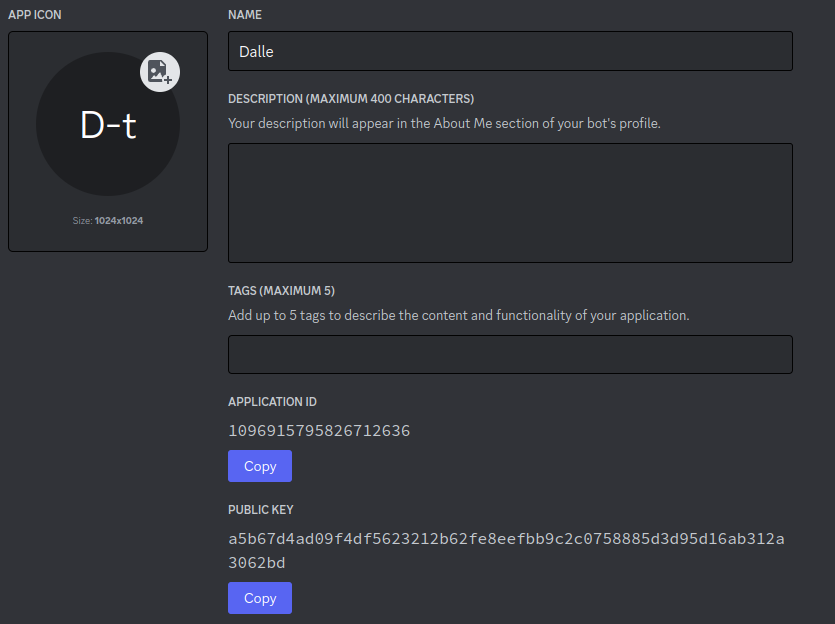 APP ICON
D-t
Size: 1024x1024
NAME
Dalle
DESCRIPTION (MAXIMUM 400 CHARACTERS)
Your description will appear in the About Me section of your bot's profile.
TAGS (MAXIMUM 5)
Add up to 5 tags to describe the content and functionality of your application.
APPLICATION ID
1096915795826712636
Copy
PUBLIC KEY
a5b67d4ad09f4df5623212b62fe8eefbb9c2c0758885d3d95d16ab312a
3062bd
Copy